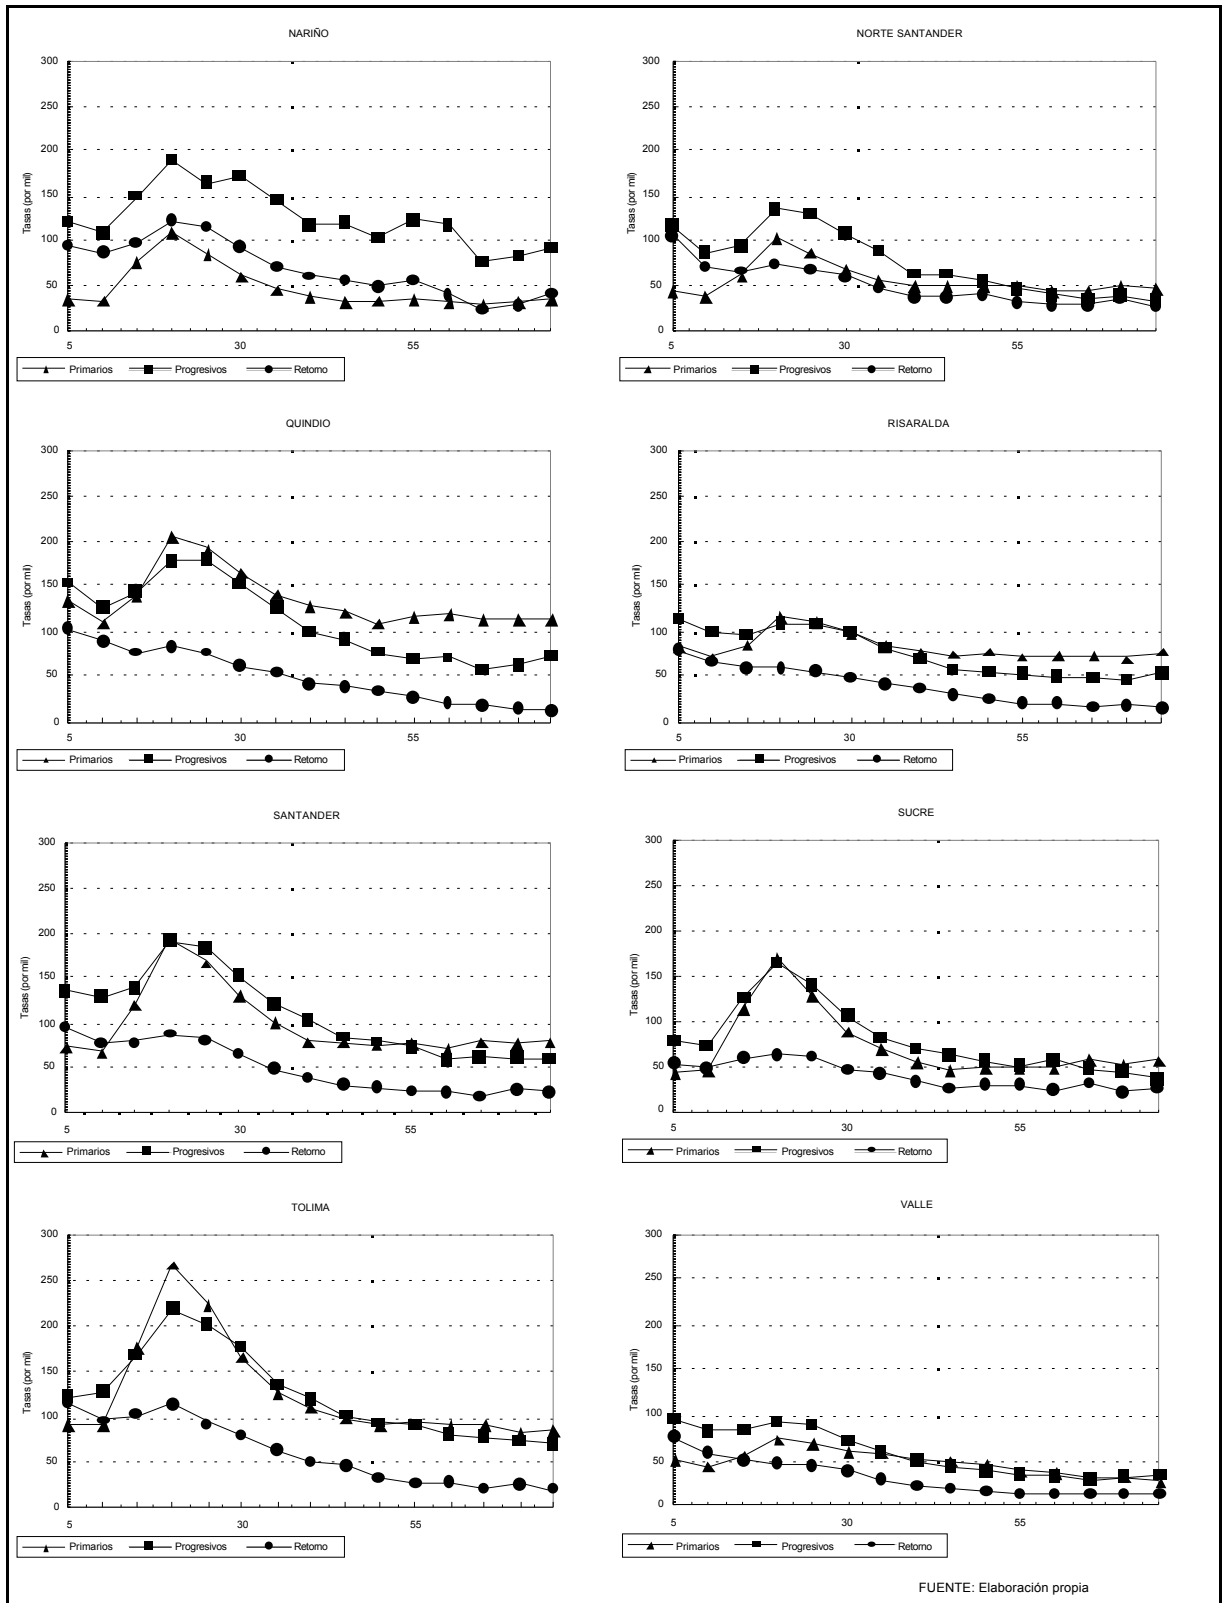 NARIÑO
300
250
200
150
100
50
0
Tasas (por mil)
5 30 55
Primarios Progresivos Retorno
NORTE SANTANDER
300
250
200
150
100
50
0
Tasas (por mil)
5 30 55
Primarios Progresivos Retorno
QUINDIO
300
250
200
150
100
50
0
Tasas (por mil)
5 30 55
Primarios Progresivos Retorno
RISARALDA
300
250
200
150
100
50
0
Tasas (por mil)
5 30 55
Primarios Progresivos Retorno
SANTANDER
300
250
200
150
100
50
0
Tasas (por mil)
5 30 55
Primarios Progresivos Retorno
SUCRE
300
250
200
150
100
50
0
Tasas (por mil)
5 30 55
Primarios Progresivos Retorno
TOLIMA
300
250
200
150
100
50
0
Tasas (por mil)
5 30 55
Primarios Progresivos Retorno
VALLE
300
250
200
150
100
50
0
Tasas (por mil)
5 30 55
Primarios Progresivos Retorno
FUENTE: Elaboración propia